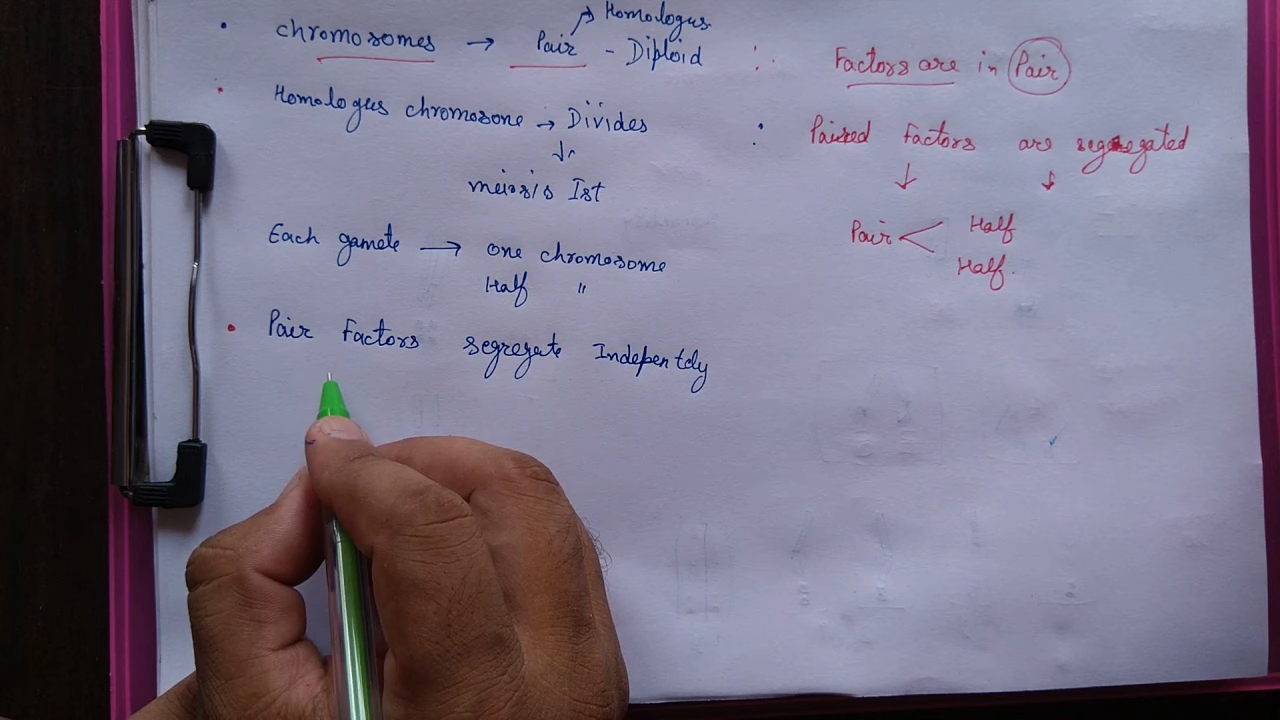 Homologus
• chromosomes → Pair - Diploid
• Homologus chromosone → Divides
↓
meiosis Ist
Each gamete → one chromosome
Half "
• Pair Factors segregate Indepentdy
Factors are in Pair
• Paired Factors are segregated
↓ ↓
Pair < Half
Half.